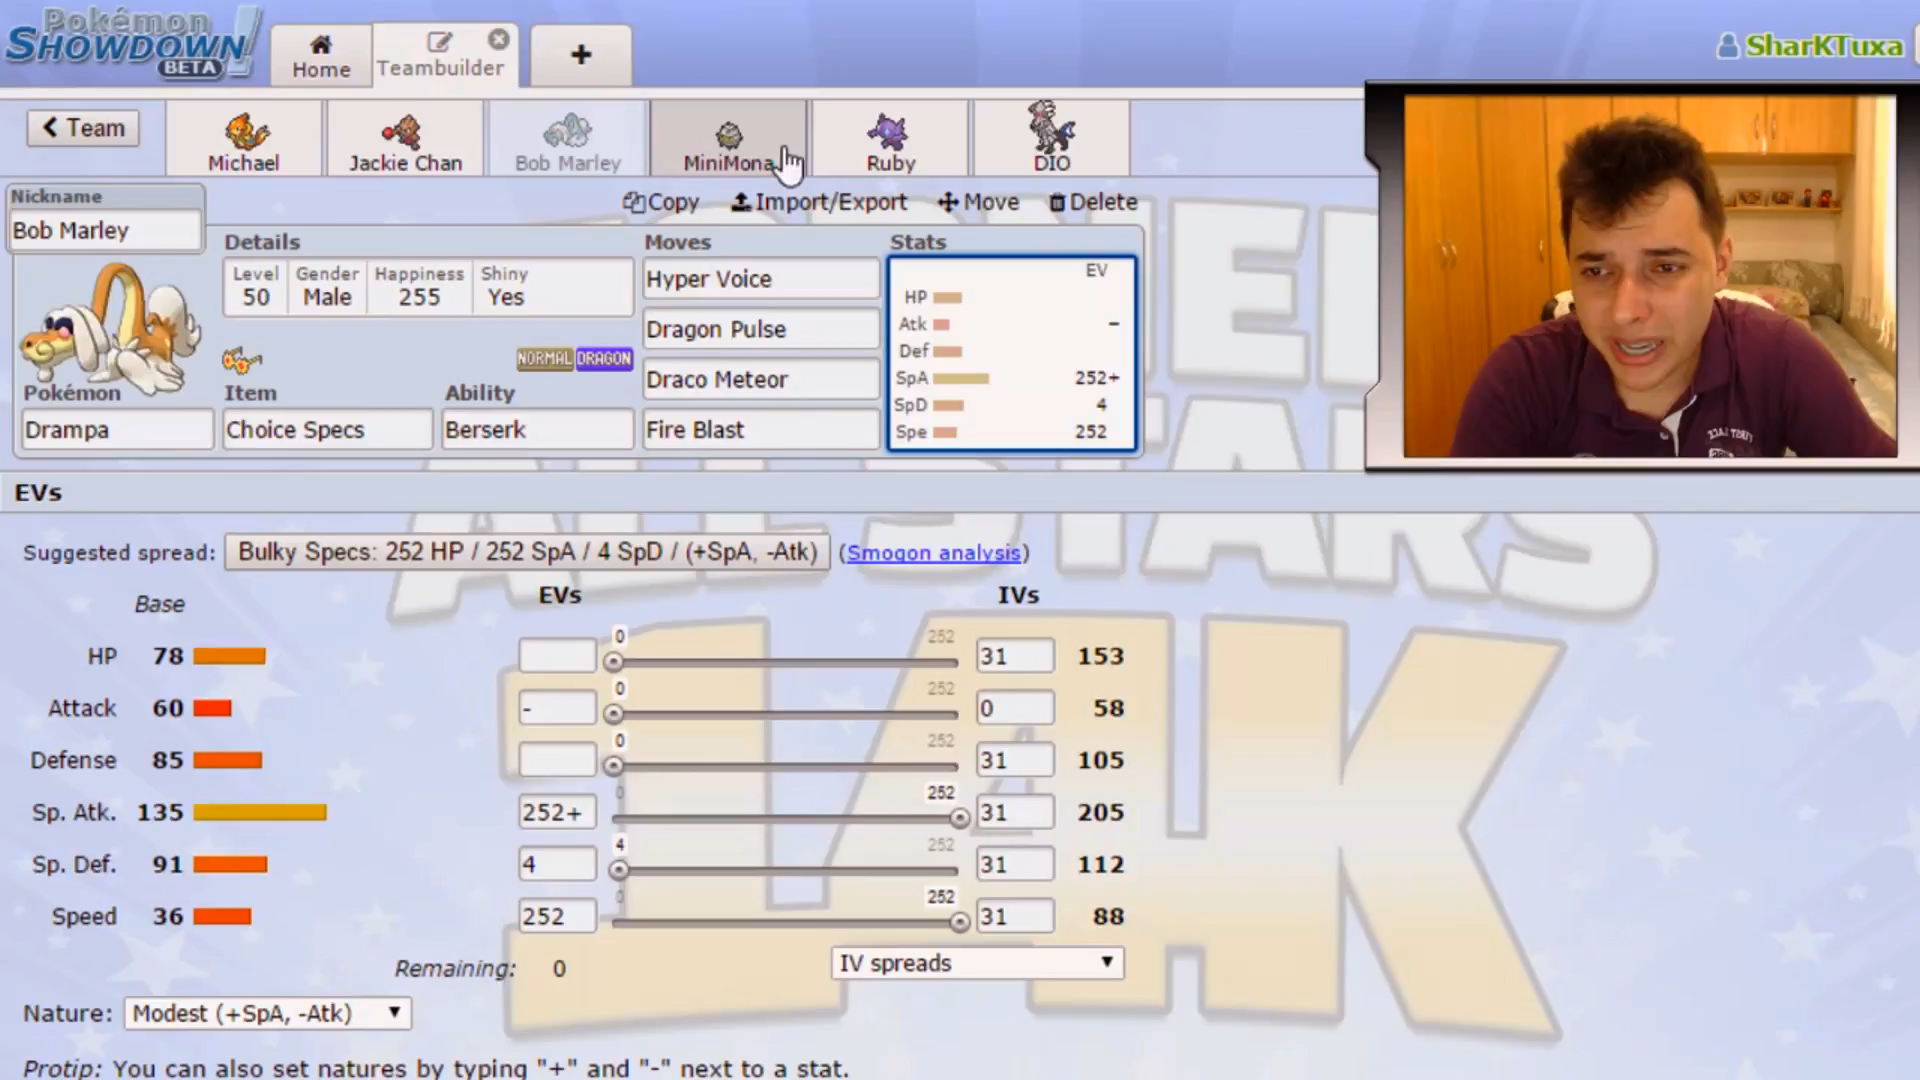 Pokémon
SHOWDOWN!
BETA
Home
Teambuilder
+
SharKTuxa
Team
Michael
Jackie Chan
Bob Marley
MiniMona
Ruby
DIO
Copy
Import/Export
Move
Delete
Nickname
Bob Marley
Details
Level
Gender
Happiness
Shiny
50
Male
255
Yes
NORMAL DRAGON
Pokémon
Item
Ability
Drampa
Choice Specs
Berserk
Moves
Hyper Voice
Dragon Pulse
Draco Meteor
Fire Blast
Stats
EV
HP
Atk –
Def
SpA 252+
SpD 4
Spe 252
EVs
Suggested spread: Bulky Specs: 252 HP / 252 SpA / 4 SpD / (+SpA, -Atk) (Smogon analysis)
Base EVs IVs
0 252
HP 78 31 153
0 252
Attack 60 - 0 58
0 252
Defense 85 31 105
0 252
Sp. Atk. 135 252+ 31 205
4 252
Sp. Def. 91 4 31 112
0 252
Speed 36 252 31 88
Remaining: 0 IV spreads
Nature: Modest (+SpA, -Atk)
Protip: You can also set natures by typing "+" and "-" next to a stat.
ALL STARS